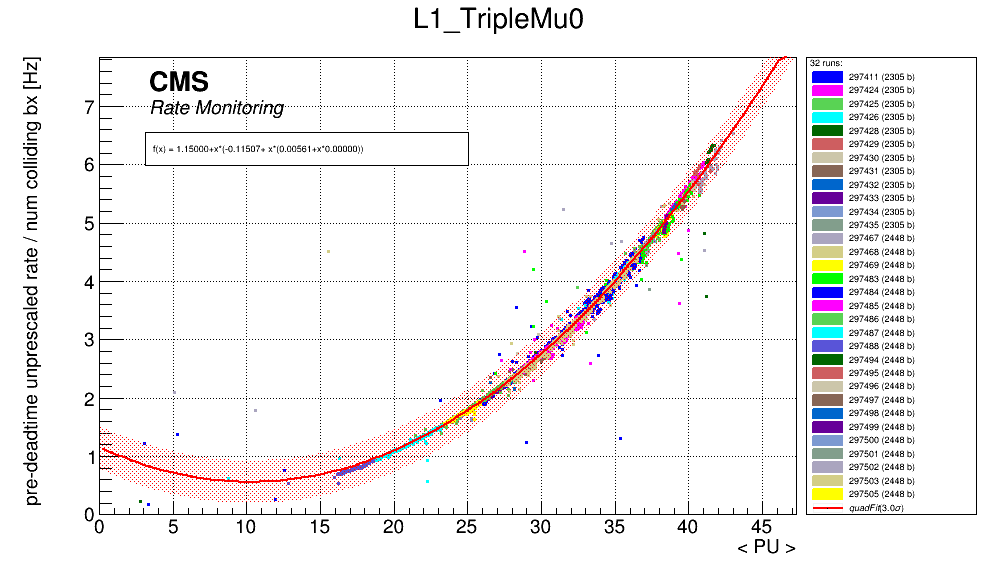 L1_TripleMu0
pre-deadtime unprescaled rate / num colliding bx [Hz]
CMS
Rate Monitoring
f(x) = 1.15000+x*(-0.11507+ x*(0.00561+x*0.00000))
7
6
5
4
3
2
1
0
0 5 10 15 20 25 30 35 40 45
< PU >
32 runs:
297411 (2305 b)
297424 (2305 b)
297425 (2305 b)
297426 (2305 b)
297428 (2305 b)
297429 (2305 b)
297430 (2305 b)
297431 (2305 b)
297432 (2305 b)
297433 (2305 b)
297434 (2305 b)
297435 (2305 b)
297467 (2448 b)
297468 (2448 b)
297469 (2448 b)
297483 (2448 b)
297484 (2448 b)
297485 (2448 b)
297486 (2448 b)
297487 (2448 b)
297488 (2448 b)
297494 (2448 b)
297495 (2448 b)
297496 (2448 b)
297497 (2448 b)
297498 (2448 b)
297499 (2448 b)
297500 (2448 b)
297501 (2448 b)
297502 (2448 b)
297503 (2448 b)
297505 (2448 b)
quadFit(3.0σ)